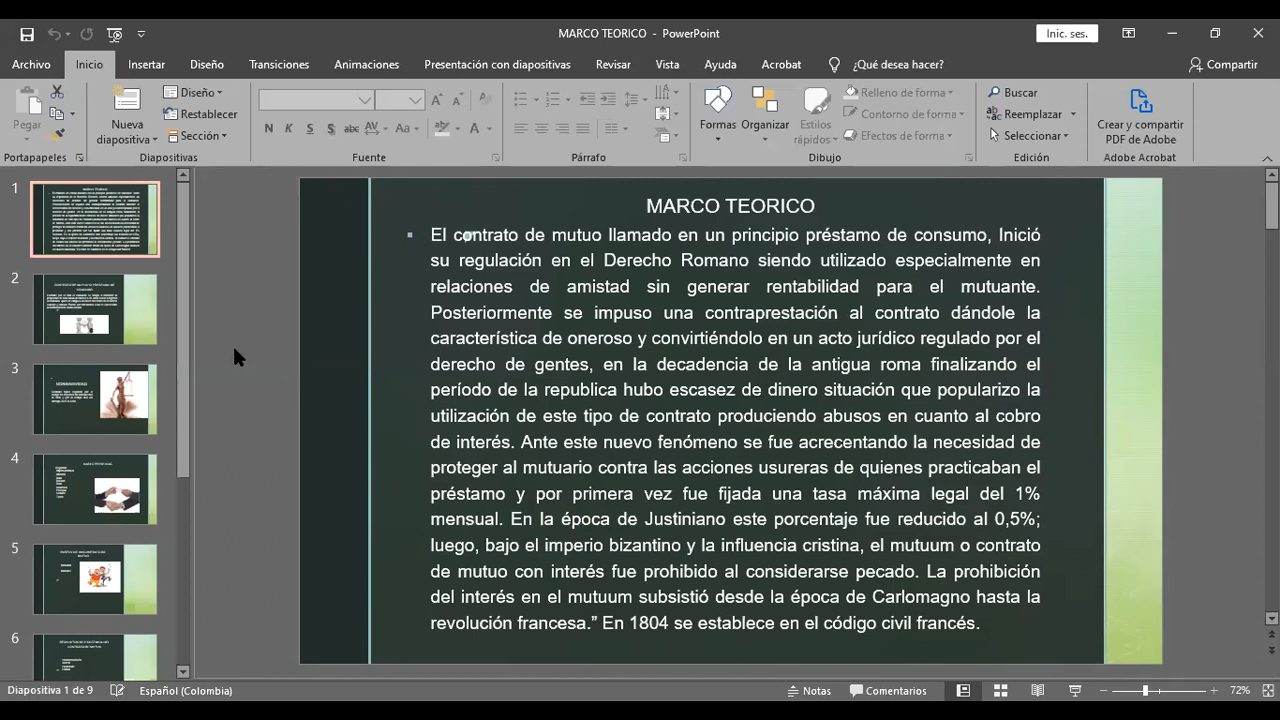 MARCO TEORICO - PowerPoint
Inic. ses.
Archivo Inicio Insertar Diseño Transiciones Animaciones Presentación con diapositivas Revisar Vista Ayuda Acrobat ¿Qué desea hacer? Compartir
Pegar
Nueva diapositiva
Diseño
Restablecer
Sección
N K S S abc AV Aa A
Formas Organizar Estilos rápidos
Relleno de forma
Contorno de forma
Efectos de forma
Buscar
Reemplazar
Seleccionar
Crear y compartir PDF de Adobe
Portapapeles Diapositivas Fuente Párrafo Dibujo Edición Adobe Acrobat
1
2
3
4
5
6
MARCO TEORICO
El contrato de mutuo llamado en un principio préstamo de consumo, Inició
su regulación en el Derecho Romano siendo utilizado especialmente en
relaciones de amistad sin generar rentabilidad para al mutuante.
Posteriormente se impuso una contraprestación al contrato dándole la
característica de oneroso y convirtiéndolo en un acto jurídico regulado por el
derecho de gentes, en la decadencia de la antigua roma finalizando el
período de la republica hubo escasez de dinero situación que popularizo la
utilización de este tipo de contrato produciendo abusos en cuanto al cobro
de interés. Ante este nuevo fenómeno se fue acrecentando la necesidad de
proteger al mutuario contra las acciones usureras de quienes practicaban el
préstamo y por primera vez fue fijada una tasa máxima legal del 1%
mensual. En la época de Justiniano este porcentaje fue reducido al 0,5%;
luego, bajo el imperio bizantino y la influencia cristina, el mutuum o contrato
de mutuo con interés fue prohibido al considerarse pecado. La prohibición
del interés en el mutuum subsistió desde la época de Carlomagno hasta la
revolución francesa.” En 1804 se establece en el código civil francés.
Diapositiva 1 de 9 Español (Colombia) Notas Comentarios 72%